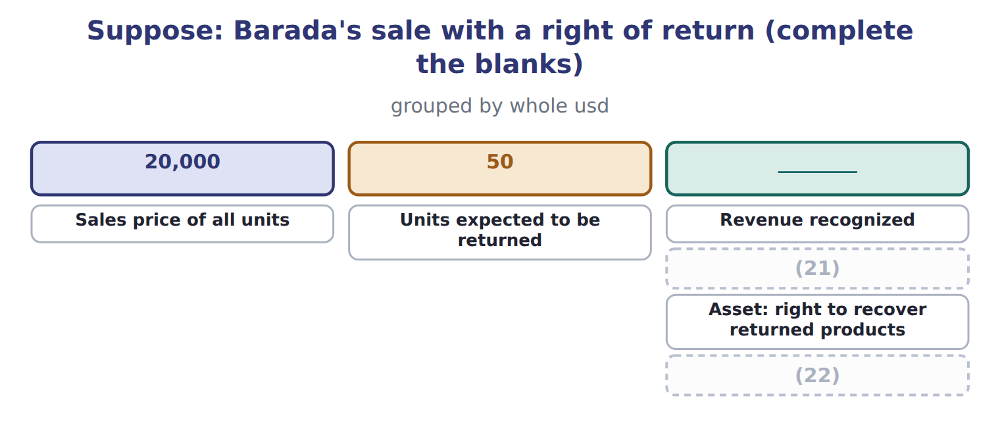 Suppose: Barada's sale with a right of return (complete
the blanks)
grouped by whole usd
20,000
Sales price of all units
50
Units expected to be
returned
________
Revenue recognized
(21)
Asset: right to recover
returned products
(22)